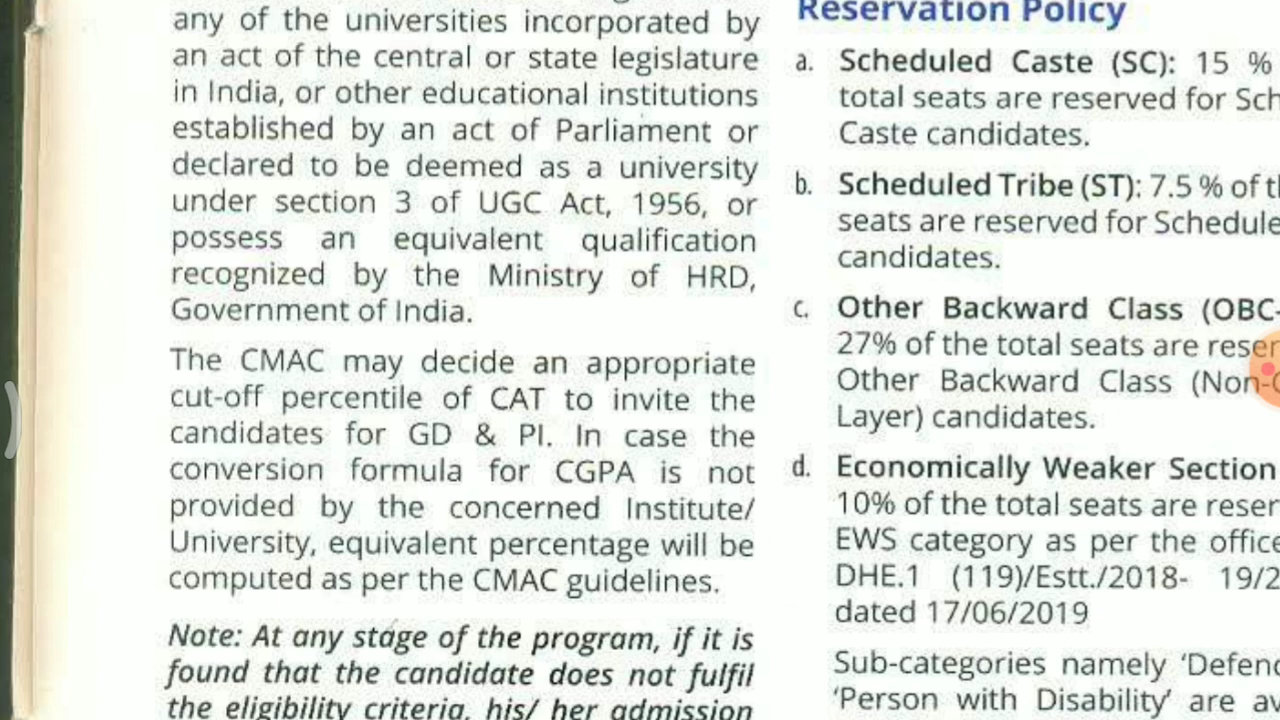 any of the universities incorporated by
an act of the central or state legislature
in India, or other educational institutions
established by an act of Parliament or
declared to be deemed as a university
under section 3 of UGC Act, 1956, or
possess an equivalent qualification
recognized by the Ministry of HRD,
Government of India.
The CMAC may decide an appropriate
cut-off percentile of CAT to invite the
candidates for GD & PI. In case the
conversion formula for CGPA is not
provided by the concerned Institute/
University, equivalent percentage will be
computed as per the CMAC guidelines.
Note: At any stage of the program, if it is
found that the candidate does not fulfil
the eligibility criteria, his/ her admission
Reservation Policy
a. Scheduled Caste (SC): 15 %
total seats are reserved for
Caste candidates.
b. Scheduled Tribe (ST): 7.5 % of
seats are reserved for
candidates.
c. Other Backward Class (OBC-
27% of the total seats are
Other Backward Class
Layer) candidates.
d. Economically Weaker Section
10% of the total seats are
EWS category as per the
DHE.1 (119)/Estt./2018- 19/2
dated 17/06/2019
Sub-categories namely
'Person with Disability' are